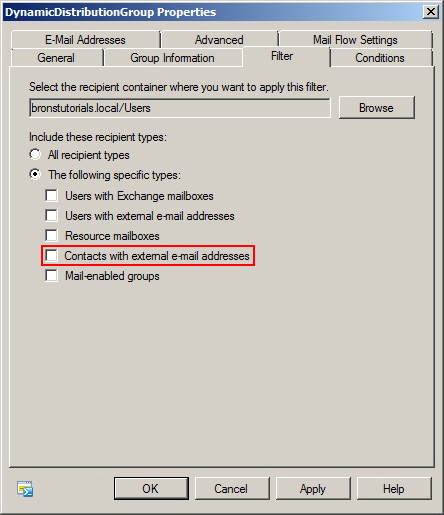 DynamicDistributionGroup Properties
E-Mail Addresses
Advanced
Mail Flow Settings
General
Group Information
Filter
Conditions
Select the recipient container where you want to apply this filter.
bronstutorials.local/Users
Browse
Include these recipient types:
All recipient types
The following specific types:
Users with Exchange mailboxes
Users with external e-mail addresses
Resource mailboxes
Contacts with external e-mail addresses
Mail-enabled groups
OK
Cancel
Apply
Help